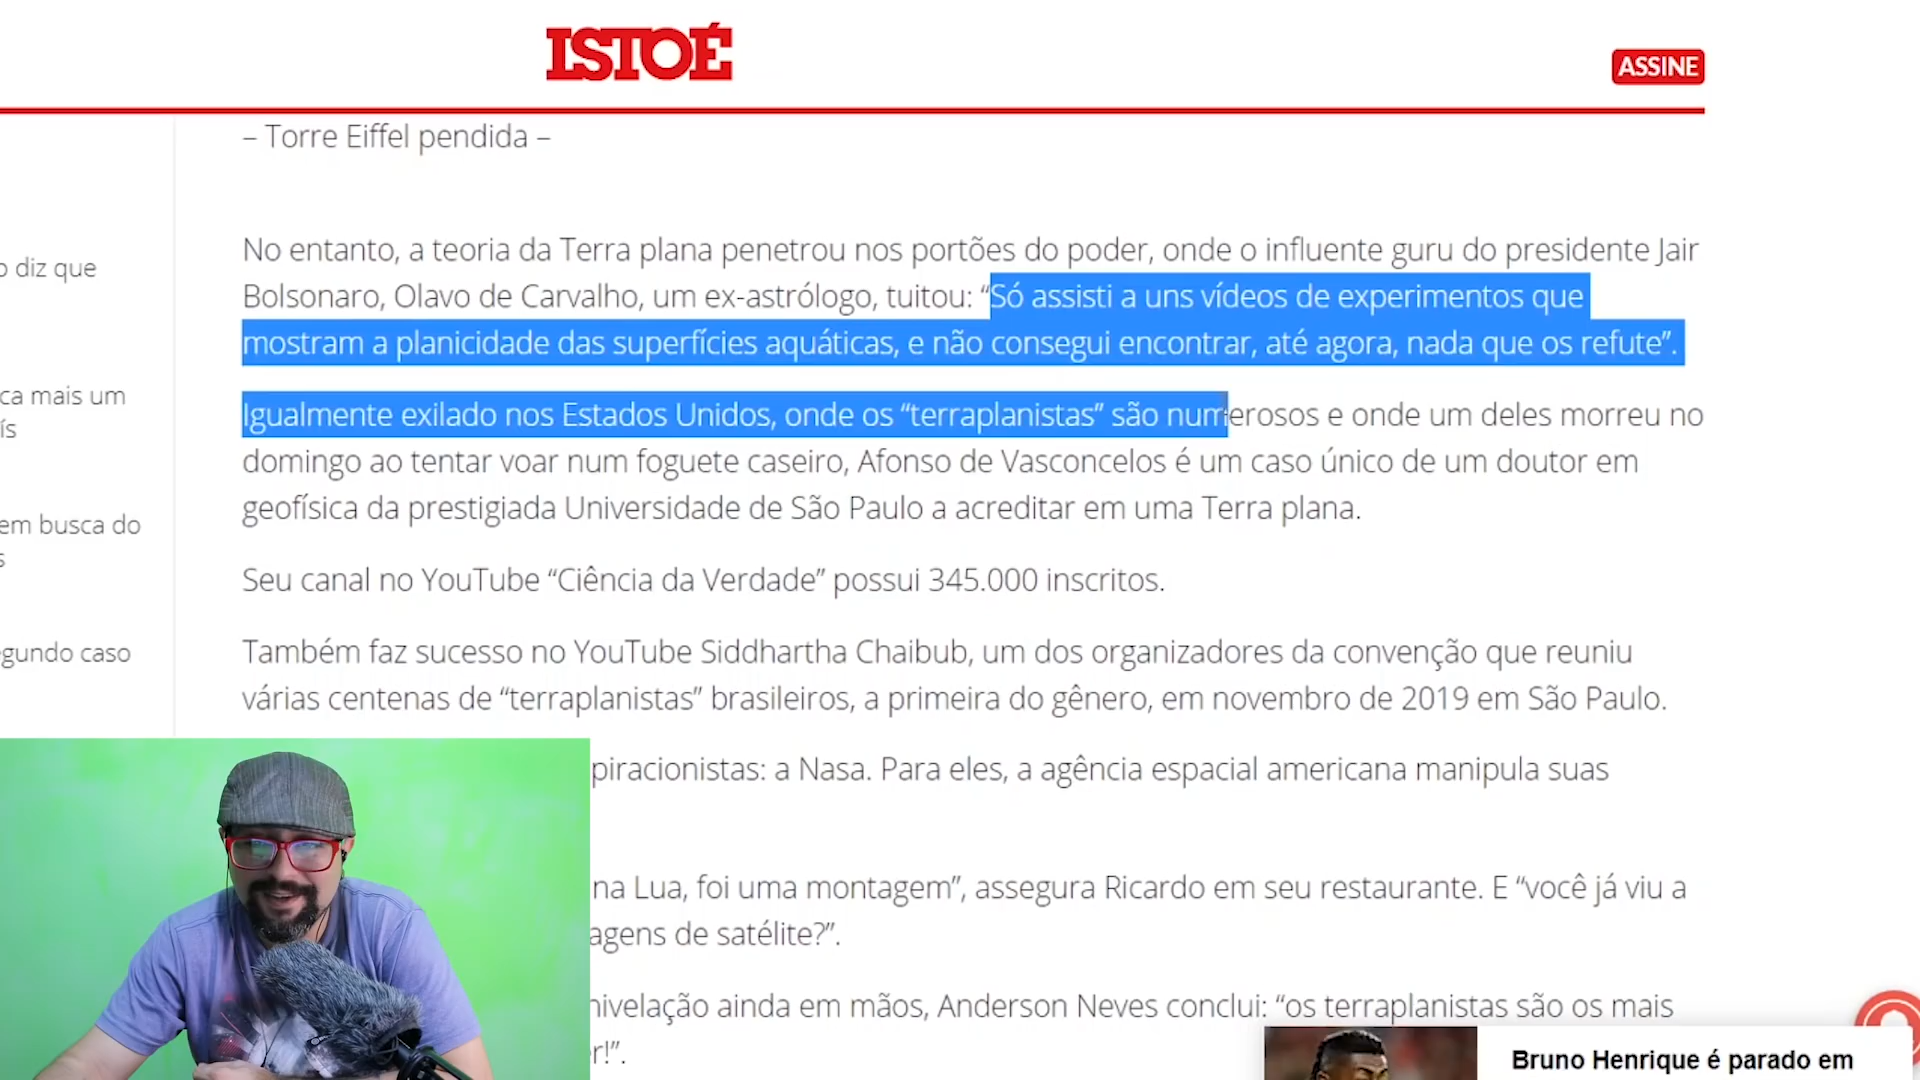 ISTOÉ
ASSINE
– Torre Eiffel pendida –
No entanto, a teoria da Terra plana penetrou nos portões do poder, onde o influente guru do presidente Jair
Bolsonaro, Olavo de Carvalho, um ex-astrólogo, tuitou: “Só assisti a uns vídeos de experimentos que
mostram a planicidade das superfícies aquáticas, e não consegui encontrar, até agora, nada que os refute”.
Igualmente exilado nos Estados Unidos, onde os “terraplanistas” são numerosos e onde um deles morreu no
domingo ao tentar voar num foguete caseiro, Afonso de Vasconcelos é um caso único de um doutor em
geofísica da prestigiada Universidade de São Paulo a acreditar em uma Terra plana.
Seu canal no YouTube “Ciência da Verdade” possui 345.000 inscritos.
Também faz sucesso no YouTube Siddhartha Chaibub, um dos organizadores da convenção que reuniu
várias centenas de “terraplanistas” brasileiros, a primeira do gênero, em novembro de 2019 em São Paulo.
piracionistas: a Nasa. Para eles, a agência espacial americana manipula suas
na Lua, foi uma montagem”, assegura Ricardo em seu restaurante. E “você já viu a
agens de satélite?”.
nivelação ainda em mãos, Anderson Neves conclui: “os terraplanistas são os mais
r!”.
o diz que
ca mais um
ís
em busca do
s
gundo caso
Bruno Henrique é parado em